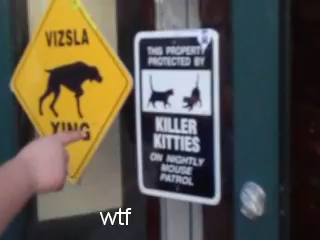 VIZSLA
XING
THIS PROPERTY
PROTECTED BY
KILLER
KITTIES
ON NIGHTLY
MOUSE
PATROL
wtf